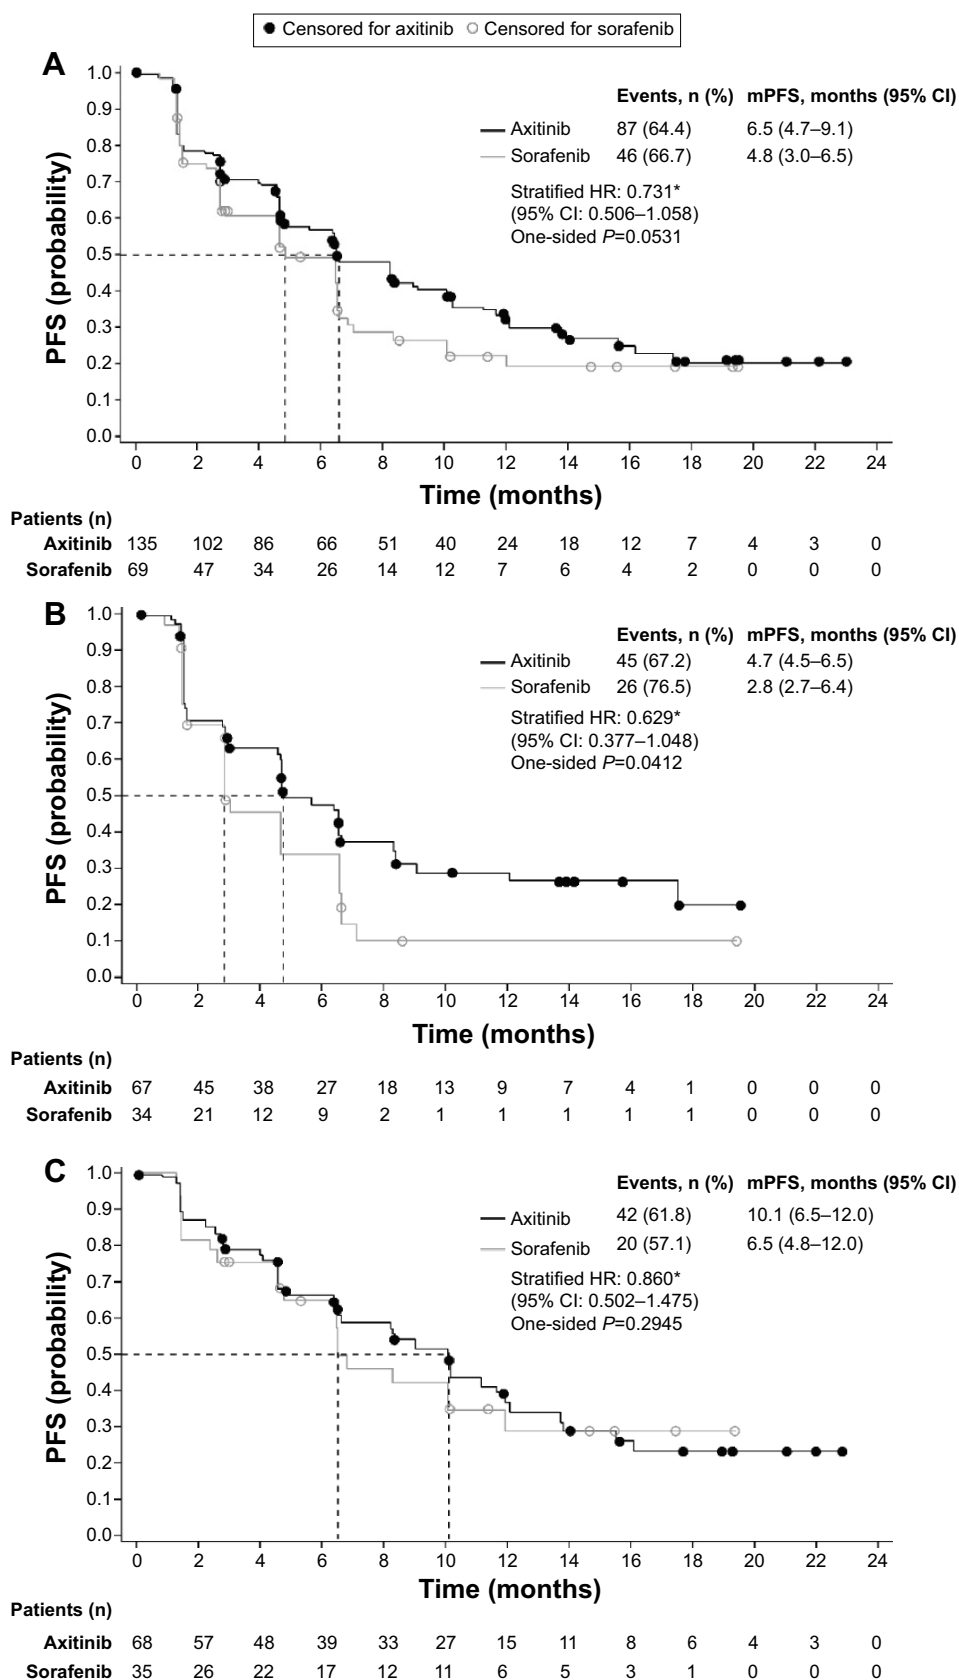 Censored for axitinib Censored for sorafenib
A
Events, n (%) mPFS, months (95% CI)
Axitinib 87 (64.4) 6.5 (4.7–9.1)
Sorafenib 46 (66.7) 4.8 (3.0–6.5)
Stratified HR: 0.731*
(95% CI: 0.506–1.058)
One-sided P=0.0531
PFS (probability)
1.0
0.9
0.8
0.7
0.6
0.5
0.4
0.3
0.2
0.1
0.0
0 2 4 6 8 10 12 14 16 18 20 22 24
Time (months)
Patients (n)
Axitinib 135 102 86 66 51 40 24 18 12 7 4 3 0
Sorafenib 69 47 34 26 14 12 7 6 4 2 0 0 0
B
Events, n (%) mPFS, months (95% CI)
Axitinib 45 (67.2) 4.7 (4.5–6.5)
Sorafenib 26 (76.5) 2.8 (2.7–6.4)
Stratified HR: 0.629*
(95% CI: 0.377–1.048)
One-sided P=0.0412
PFS (probability)
1.0
0.9
0.8
0.7
0.6
0.5
0.4
0.3
0.2
0.1
0.0
0 2 4 6 8 10 12 14 16 18 20 22 24
Time (months)
Patients (n)
Axitinib 67 45 38 27 18 13 9 7 4 1 0 0 0
Sorafenib 34 21 12 9 2 1 1 1 1 1 0 0 0
C
Events, n (%) mPFS, months (95% CI)
Axitinib 42 (61.8) 10.1 (6.5–12.0)
Sorafenib 20 (57.1) 6.5 (4.8–12.0)
Stratified HR: 0.860*
(95% CI: 0.502–1.475)
One-sided P=0.2945
PFS (probability)
1.0
0.9
0.8
0.7
0.6
0.5
0.4
0.3
0.2
0.1
0.0
0 2 4 6 8 10 12 14 16 18 20 22 24
Time (months)
Patients (n)
Axitinib 68 57 48 39 33 27 15 11 8 6 4 3 0
Sorafenib 35 26 22 17 12 11 6 5 3 1 0 0 0